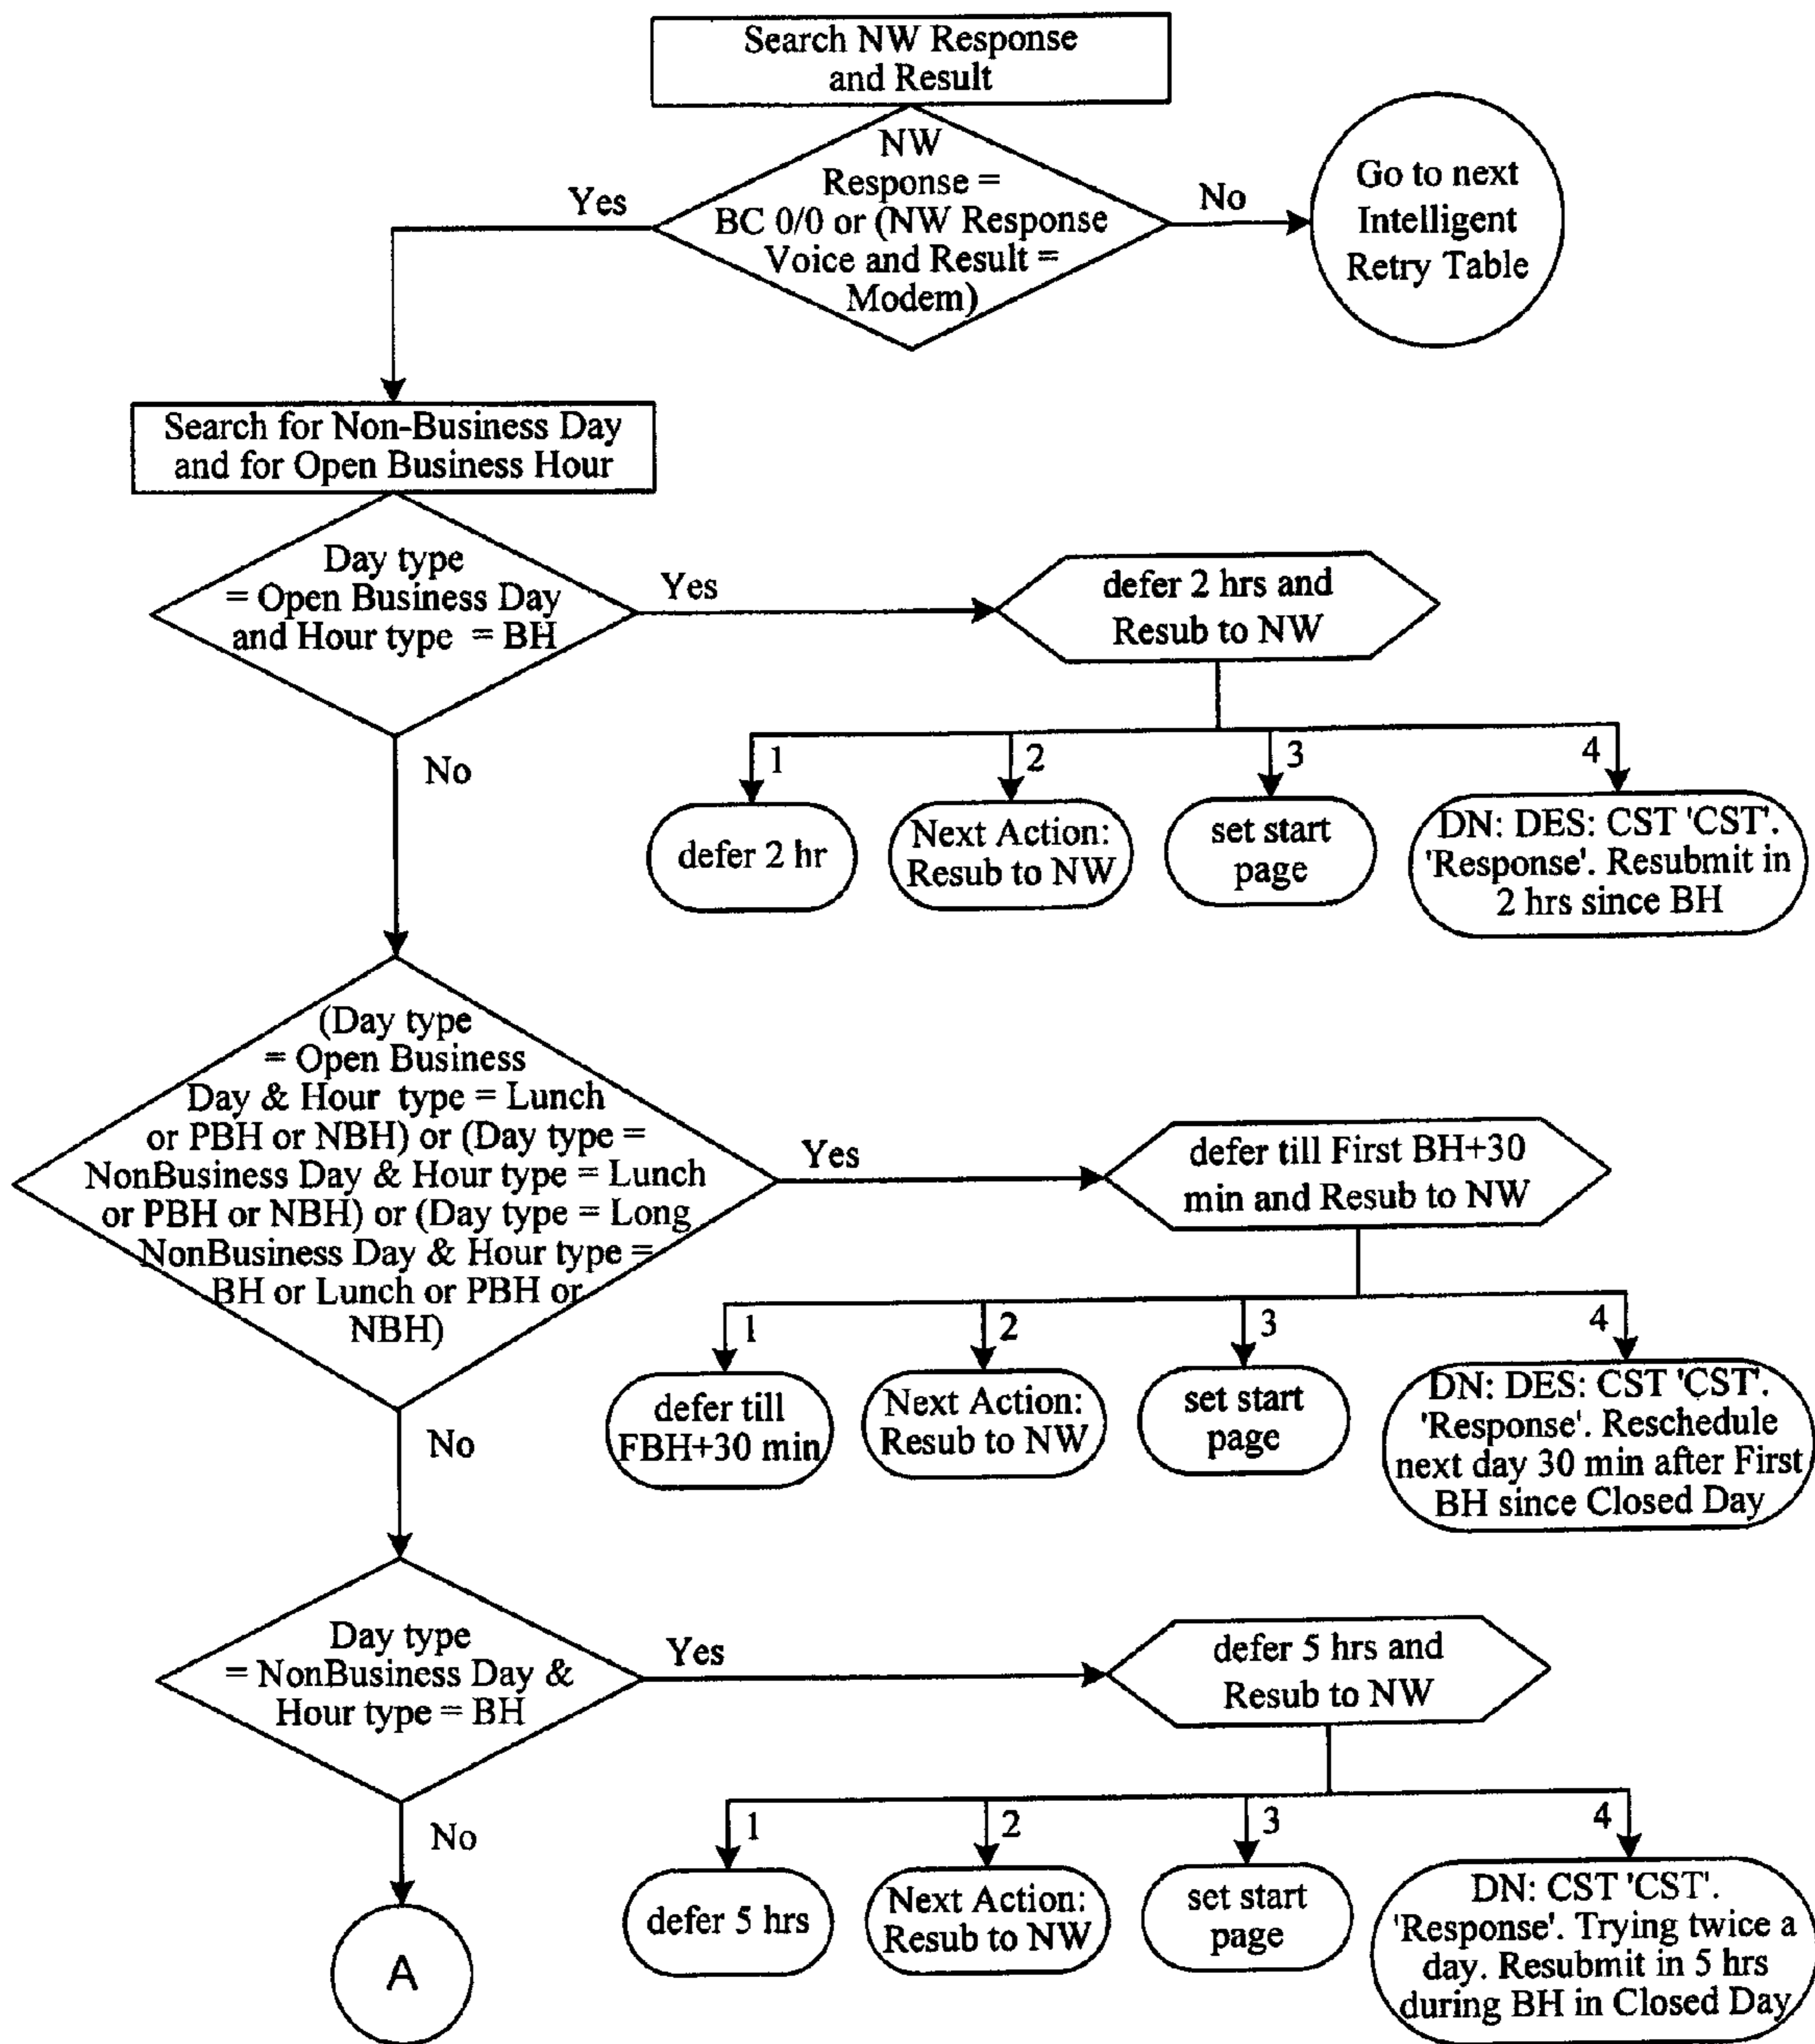 Search NW Response
and Result
NW
Response =
BC 0/0 or (NW Response
Voice and Result =
Modem)
Yes
No
Go to next
Intelligent
Retry Table
Search for Non-Business Day
and for Open Business Hour
Day type
= Open Business Day
and Hour type = BH
Yes
defer 2 hrs and
Resub to NW
No
1
2
3
4
defer 2 hr
Next Action:
Resub to NW
set start
page
DN: DES: CST 'CST'.
'Response'. Resubmit in
2 hrs since BH
(Day type
= Open Business
Day & Hour type = Lunch
or PBH or NBH) or (Day type =
NonBusiness Day & Hour type = Lunch
or PBH or NBH) or (Day type = Long
NonBusiness Day & Hour type =
BH or Lunch or PBH or
NBH)
Yes
defer till First BH+30
min and Resub to NW
No
1
2
3
4
defer till
FBH+30 min
Next Action:
Resub to NW
set start
page
DN: DES: CST 'CST'.
'Response'. Reschedule
next day 30 min after First
BH since Closed Day
Day type
= NonBusiness Day &
Hour type = BH
Yes
defer 5 hrs and
Resub to NW
No
1
2
3
4
defer 5 hrs
Next Action:
Resub to NW
set start
page
DN: CST 'CST'.
'Response'. Trying twice a
day. Resubmit in 5 hrs
during BH in Closed Day
A